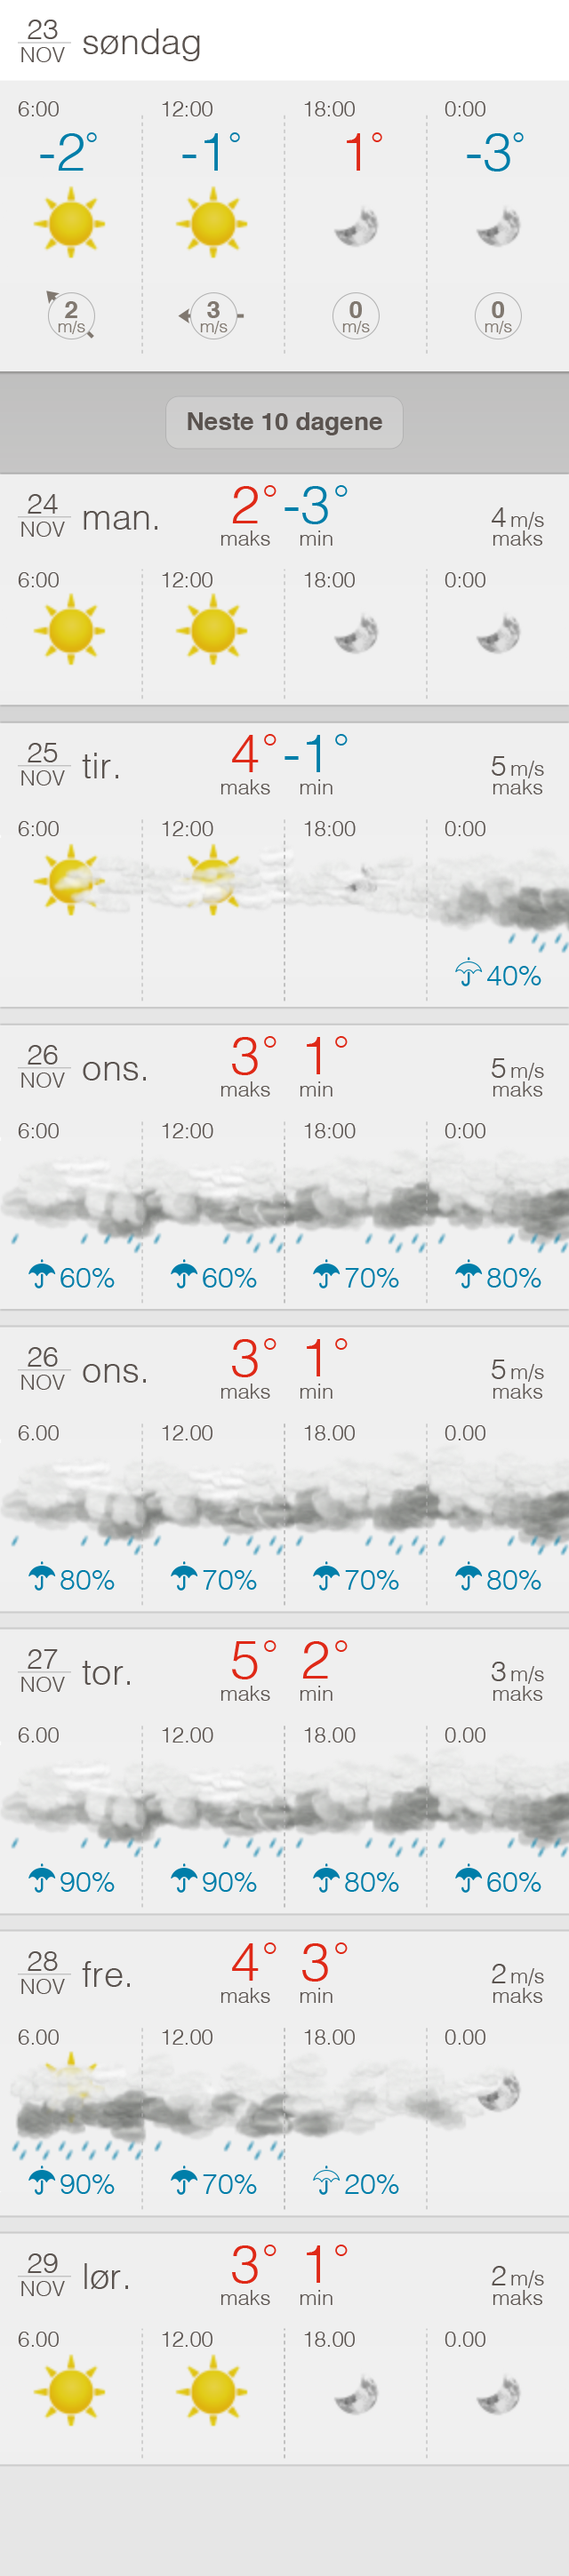 23
NOV
søndag
6:00 12:00 18:00 0:00
-2° -1° 1° -3°
2 3 0 0
m/s m/s m/s m/s
Neste 10 dagene
24
NOV
man.
2° -3°
maks min
4 m/s
maks
6:00 12:00 18:00 0:00
25
NOV
tir.
4° -1°
maks min
5 m/s
maks
6:00 12:00 18:00 0:00
40%
26
NOV
ons.
3° 1°
maks min
5 m/s
maks
6:00 12:00 18:00 0:00
60% 60% 70% 80%
26
NOV
ons.
3° 1°
maks min
5 m/s
maks
6.00 12.00 18.00 0.00
80% 70% 70% 80%
27
NOV
tor.
5° 2°
maks min
3 m/s
maks
6.00 12.00 18.00 0.00
90% 90% 80% 60%
28
NOV
fre.
4° 3°
maks min
2 m/s
maks
6.00 12.00 18.00 0.00
90% 70% 20%
29
NOV
lør.
3° 1°
maks min
2 m/s
maks
6.00 12.00 18.00 0.00